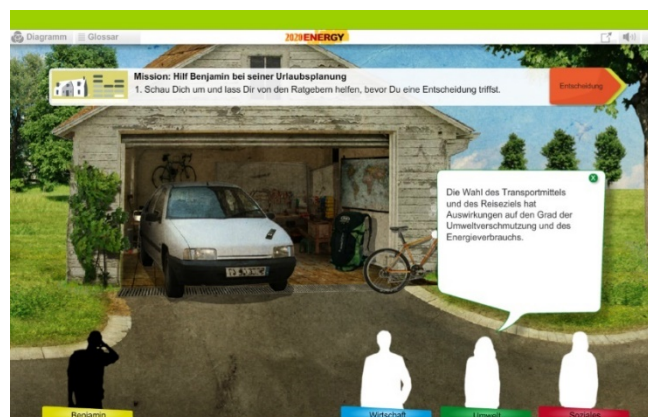 Diagramm
Glossar
2020ENERGY
Mission: Hilf Benjamin bei seiner Urlaubsplanung
1. Schau Dich um und lass Dir von den Ratgebern helfen, bevor Du eine Entscheidung triffst.
Entscheidung
Die Wahl des Transportmittels
und des Reiseziels hat
Auswirkungen auf den Grad der
Umweltverschmutzung und des
Energieverbrauchs.
Benjamin
Wirtschaft
Umwelt
Soziales